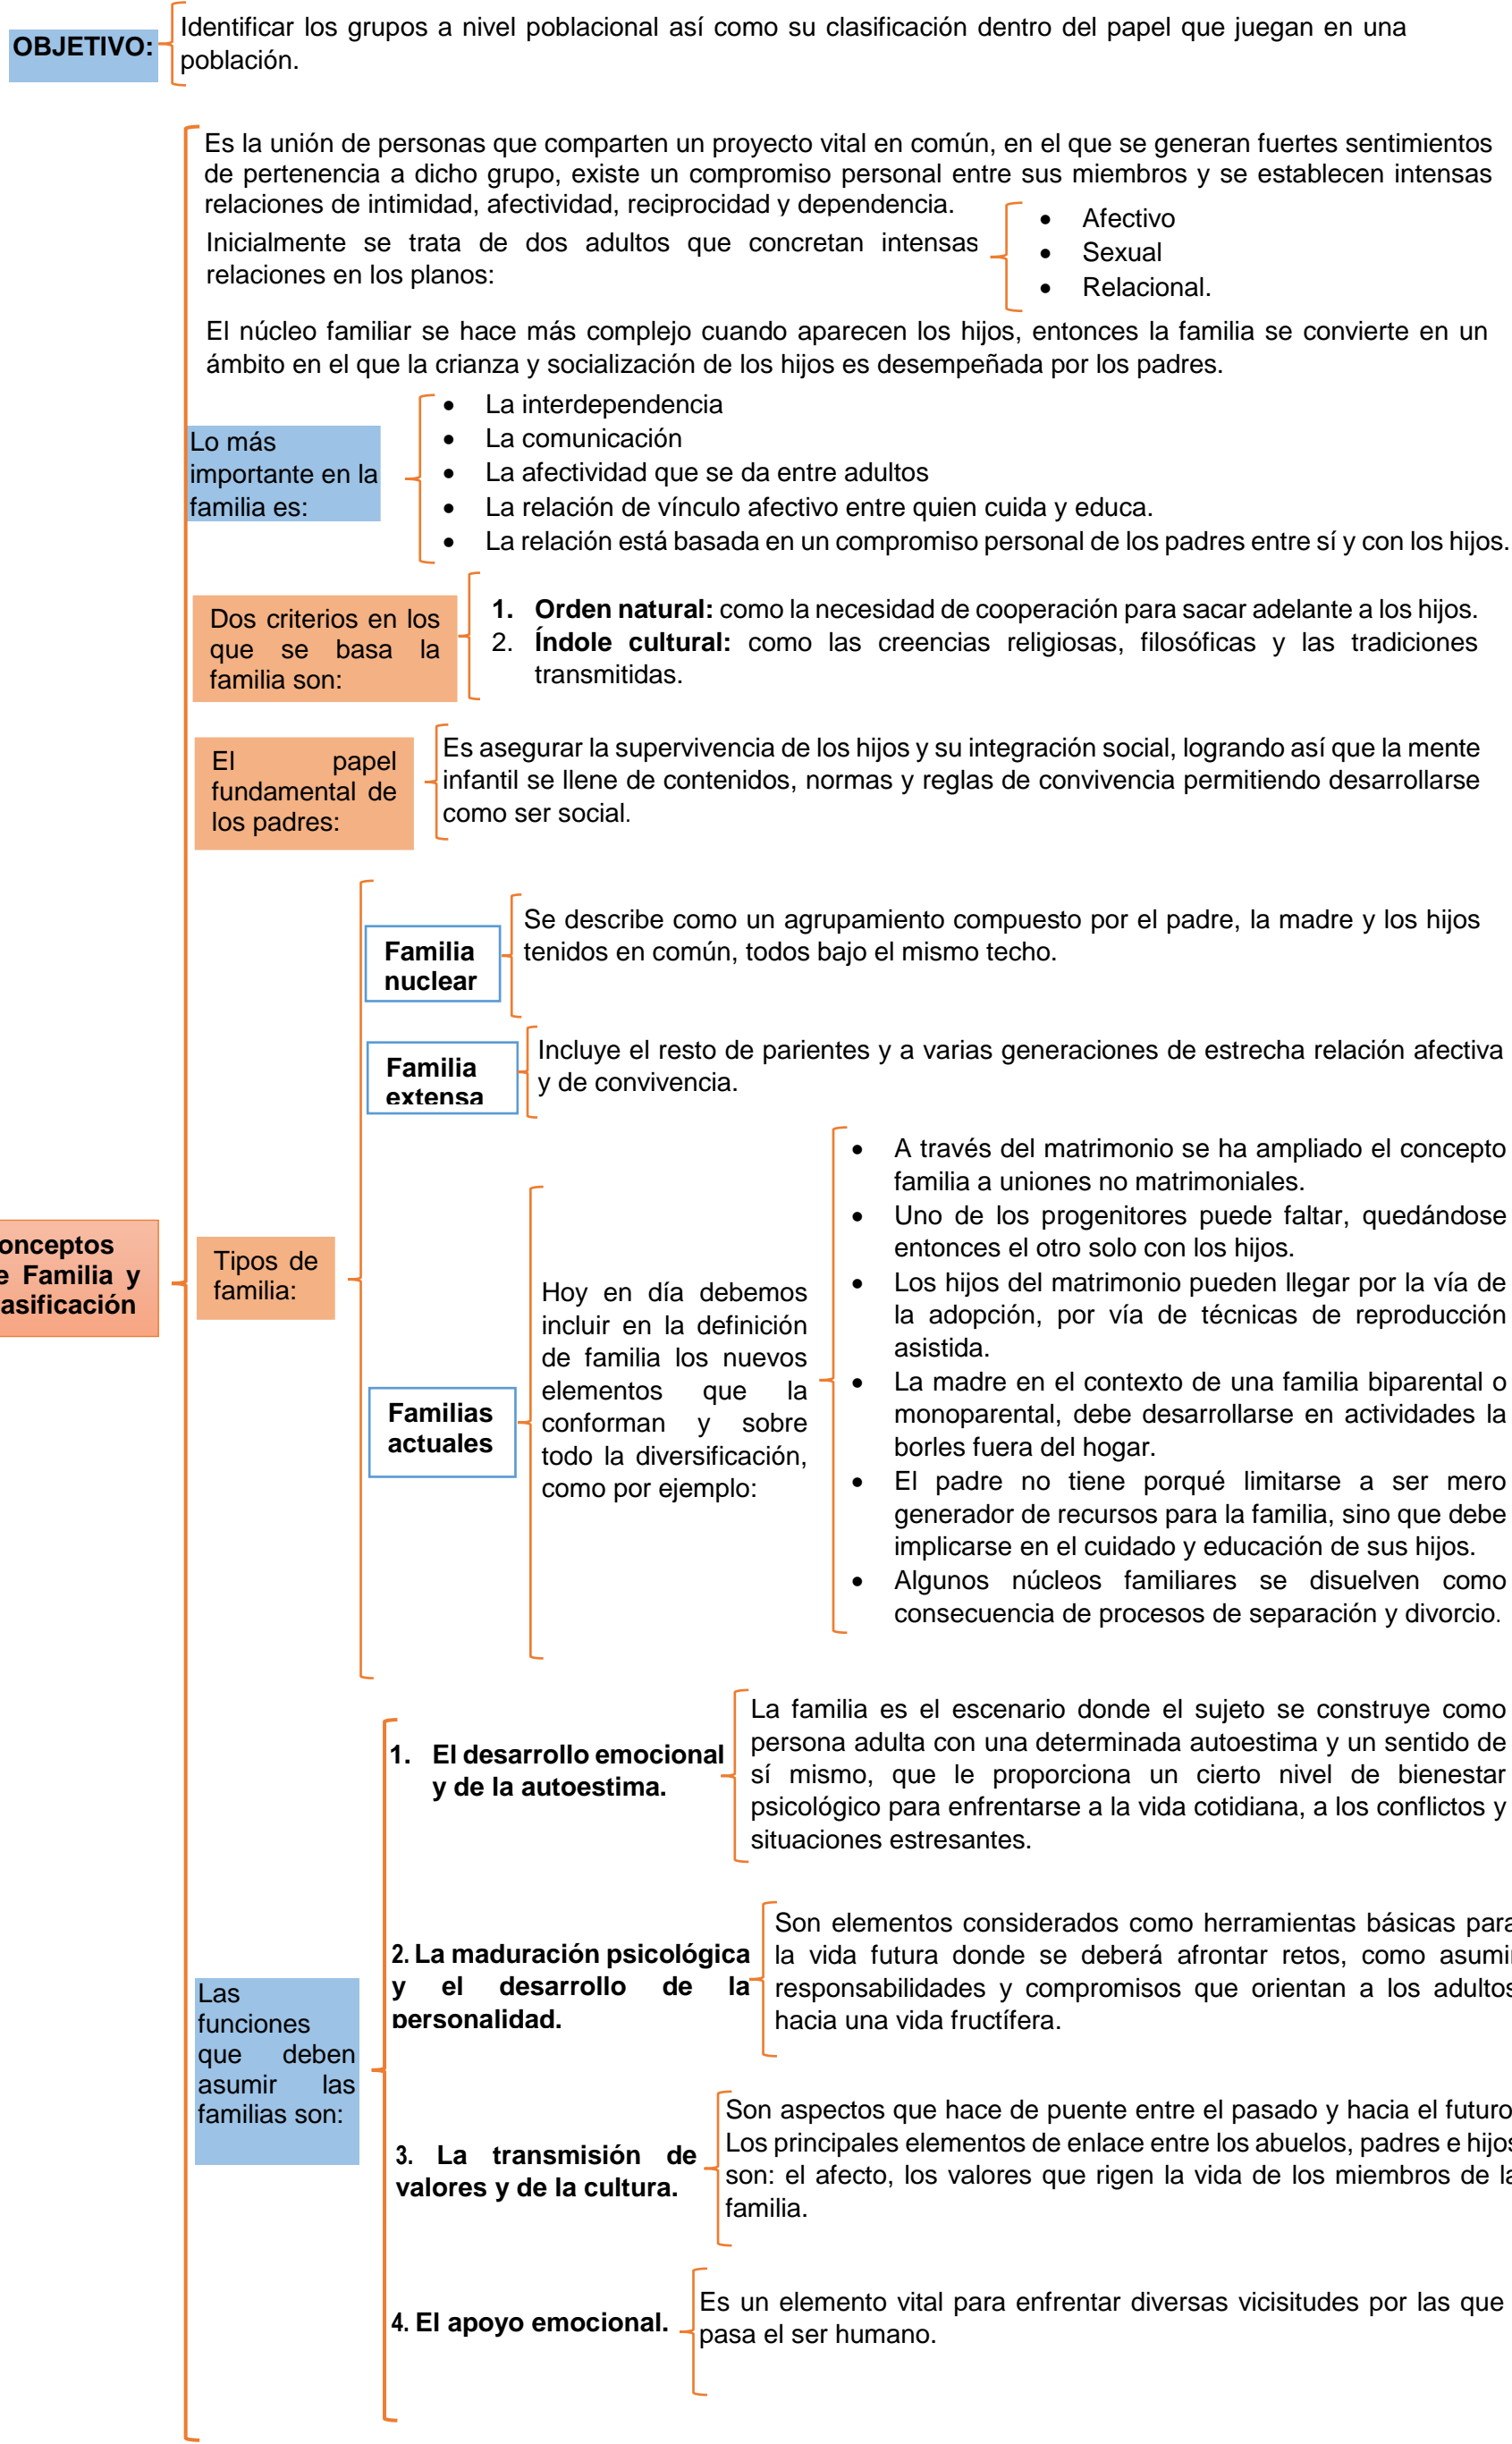 OBJETIVO:
Identificar los grupos a nivel poblacional así como su clasificación dentro del papel que juegan en una
población.
Es la unión de personas que comparten un proyecto vital en común, en el que se generan fuertes sentimientos
de pertenencia a dicho grupo, existe un compromiso personal entre sus miembros y se establecen intensas
relaciones de intimidad, afectividad, reciprocidad y dependencia.
Inicialmente se trata de dos adultos que concretan intensas
relaciones en los planos:
• Afectivo
• Sexual
• Relacional.
El núcleo familiar se hace más complejo cuando aparecen los hijos, entonces la familia se convierte en un
ámbito en el que la crianza y socialización de los hijos es desempeñada por los padres.
Lo más
importante en la
familia es:
• La interdependencia
• La comunicación
• La afectividad que se da entre adultos
• La relación de vínculo afectivo entre quien cuida y educa.
• La relación está basada en un compromiso personal de los padres entre sí y con los hijos.
Dos criterios en los
que se basa la
familia son:
1. Orden natural: como la necesidad de cooperación para sacar adelante a los hijos.
2. Índole cultural: como las creencias religiosas, filosóficas y las tradiciones
transmitidas.
El papel
fundamental de
los padres:
Es asegurar la supervivencia de los hijos y su integración social, logrando así que la mente
infantil se llene de contenidos, normas y reglas de convivencia permitiendo desarrollarse
como ser social.
onceptos
e Familia y
asificación
Tipos de
familia:
Familia
nuclear
Se describe como un agrupamiento compuesto por el padre, la madre y los hijos
tenidos en común, todos bajo el mismo techo.
Familia
extensa
Incluye el resto de parientes y a varias generaciones de estrecha relación afectiva
y de convivencia.
Familias
actuales
Hoy en día debemos
incluir en la definición
de familia los nuevos
elementos que la
conforman y sobre
todo la diversificación,
como por ejemplo:
• A través del matrimonio se ha ampliado el concepto
familia a uniones no matrimoniales.
• Uno de los progenitores puede faltar, quedándose
entonces el otro solo con los hijos.
• Los hijos del matrimonio pueden llegar por la vía de
la adopción, por vía de técnicas de reproducción
asistida.
• La madre en el contexto de una familia biparental o
monoparental, debe desarrollarse en actividades la
borles fuera del hogar.
• El padre no tiene porqué limitarse a ser mero
generador de recursos para la familia, sino que debe
implicarse en el cuidado y educación de sus hijos.
• Algunos núcleos familiares se disuelven como
consecuencia de procesos de separación y divorcio.
Las
funciones
que deben
asumir las
familias son:
1. El desarrollo emocional
y de la autoestima.
La familia es el escenario donde el sujeto se construye como
persona adulta con una determinada autoestima y un sentido de
sí mismo, que le proporciona un cierto nivel de bienestar
psicológico para enfrentarse a la vida cotidiana, a los conflictos y
situaciones estresantes.
2. La maduración psicológica
y el desarrollo de la
personalidad.
Son elementos considerados como herramientas básicas para
la vida futura donde se deberá afrontar retos, como asumir
responsabilidades y compromisos que orientan a los adultos
hacia una vida fructífera.
3. La transmisión de
valores y de la cultura.
Son aspectos que hace de puente entre el pasado y hacia el futuro
Los principales elementos de enlace entre los abuelos, padres e hijos
son: el afecto, los valores que rigen la vida de los miembros de la
familia.
4. El apoyo emocional.
Es un elemento vital para enfrentar diversas vicisitudes por las que
pasa el ser humano.